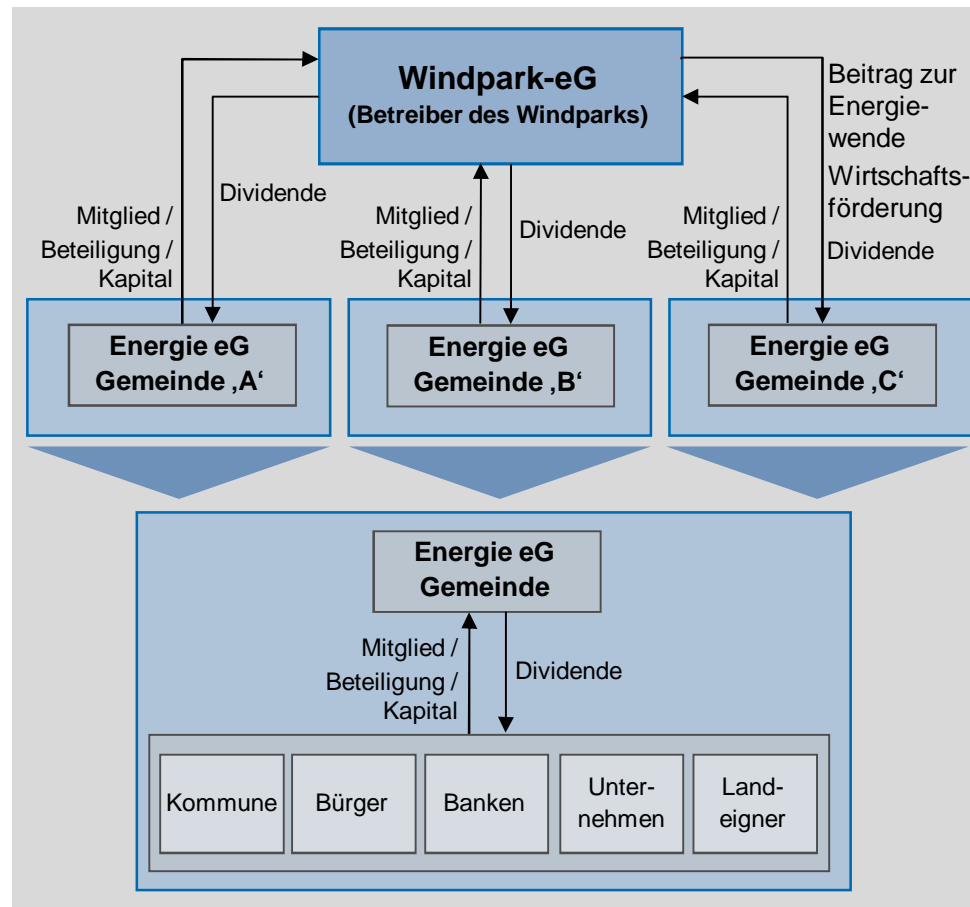 Windpark-eG
(Betreiber des Windparks)
Beitrag zur
Energie-
wende
Wirtschafts-
förderung
Dividende
Mitglied /
Beteiligung /
Kapital
Dividende
Mitglied /
Beteiligung /
Kapital
Dividende
Mitglied /
Beteiligung /
Kapital
Energie eG
Gemeinde ‚A‘
Energie eG
Gemeinde ‚B‘
Energie eG
Gemeinde ‚C‘
Energie eG
Gemeinde
Mitglied /
Beteiligung /
Kapital
Dividende
Kommune
Bürger
Banken
Unter-
nehmen
Land-
eigner